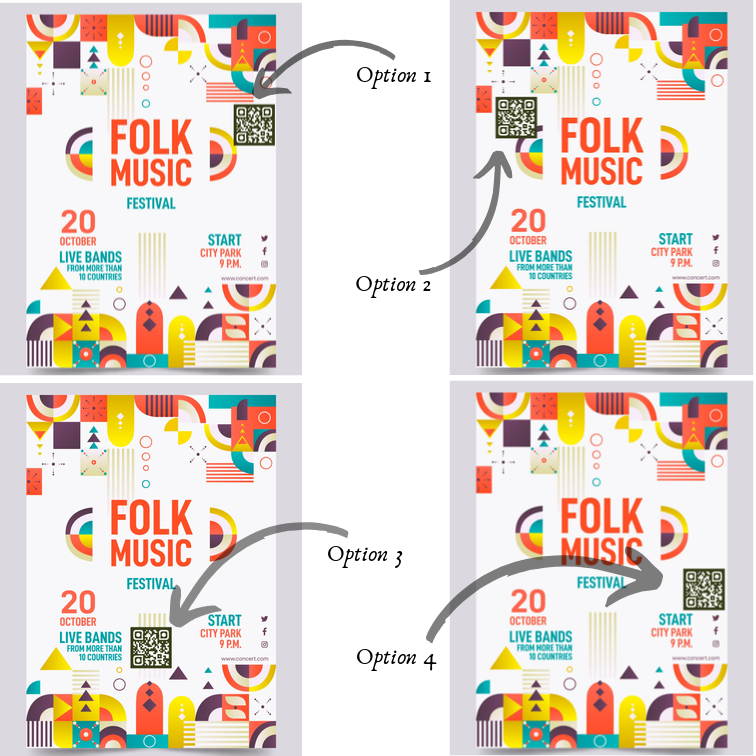 Option 1
FOLK
MUSIC
FESTIVAL
20
OCTOBER
LIVE BANDS
FROM MORE THAN
10 COUNTRIES
START
CITY PARK
9 P.M.
www.concert.com
Option 2
FOLK
MUSIC
FESTIVAL
20
OCTOBER
LIVE BANDS
FROM MORE THAN
10 COUNTRIES
START
CITY PARK
9 P.M.
www.concert.com
Option 3
FOLK
MUSIC
FESTIVAL
20
OCTOBER
LIVE BANDS
FROM MORE THAN
10 COUNTRIES
START
CITY PARK
9 P.M.
www.concert.com
Option 4
FOLK
MUSIC
FESTIVAL
20
OCTOBER
LIVE BANDS
FROM MORE THAN
10 COUNTRIES
START
CITY PARK
9 P.M.
www.concert.com